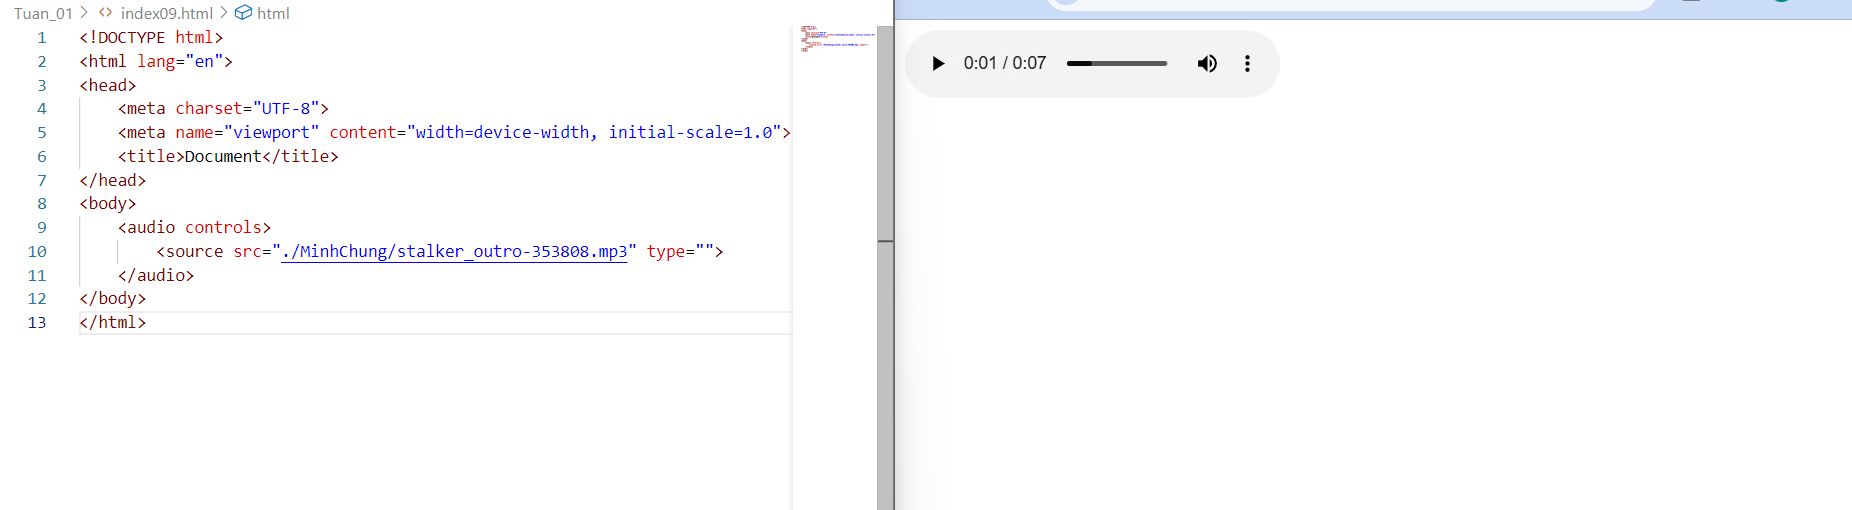 Tuan_01 > <> index09.html > html
1 <!DOCTYPE html>
2 <html lang="en">
3 <head>
4 <meta charset="UTF-8">
5 <meta name="viewport" content="width=device-width, initial-scale=1.0">
6 <title>Document</title>
7 </head>
8 <body>
9 <audio controls>
10 <source src="./MinhChung/stalker_outro-353808.mp3" type="">
11 </audio>
12 </body>
13 </html>
0:01 / 0:07